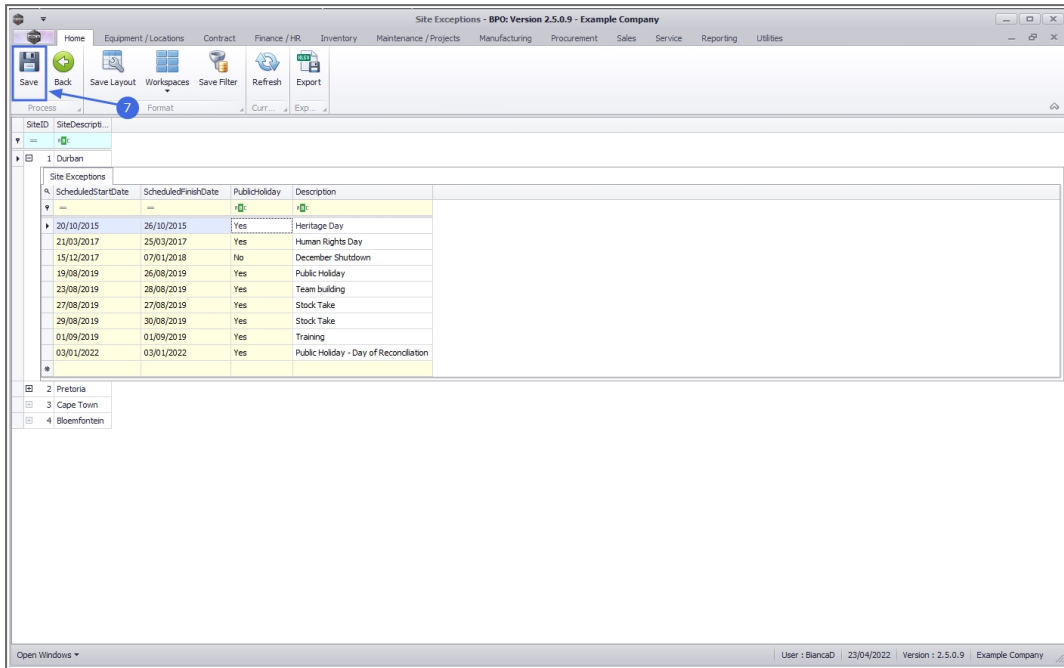 Site Exceptions - BPO: Version 2.5.0.9 - Example Company
Home Equipment / Locations Contract Finance / HR Inventory Maintenance / Projects Manufacturing Procurement Sales Service Reporting Utilities
Save Back Save Layout Workspaces Save Filter Refresh Export
7
Process Format Curr... Exp...
SiteID SiteDescripti...
=
1 Durban
Site Exceptions
ScheduledStartDate ScheduledFinishDate PublicHoliday Description
= =
20/10/2015 26/10/2015 Yes Heritage Day
21/03/2017 25/03/2017 Yes Human Rights Day
15/12/2017 07/01/2018 No December Shutdown
19/08/2019 26/08/2019 Yes Public Holiday
23/08/2019 28/08/2019 Yes Team building
27/08/2019 27/08/2019 Yes Stock Take
29/08/2019 30/08/2019 Yes Stock Take
01/09/2019 01/09/2019 Yes Training
03/01/2022 03/01/2022 Yes Public Holiday - Day of Reconciliation
2 Pretoria
3 Cape Town
4 Bloemfontein
Open Windows User : BiancaD 23/04/2022 Version : 2.5.0.9 Example Company